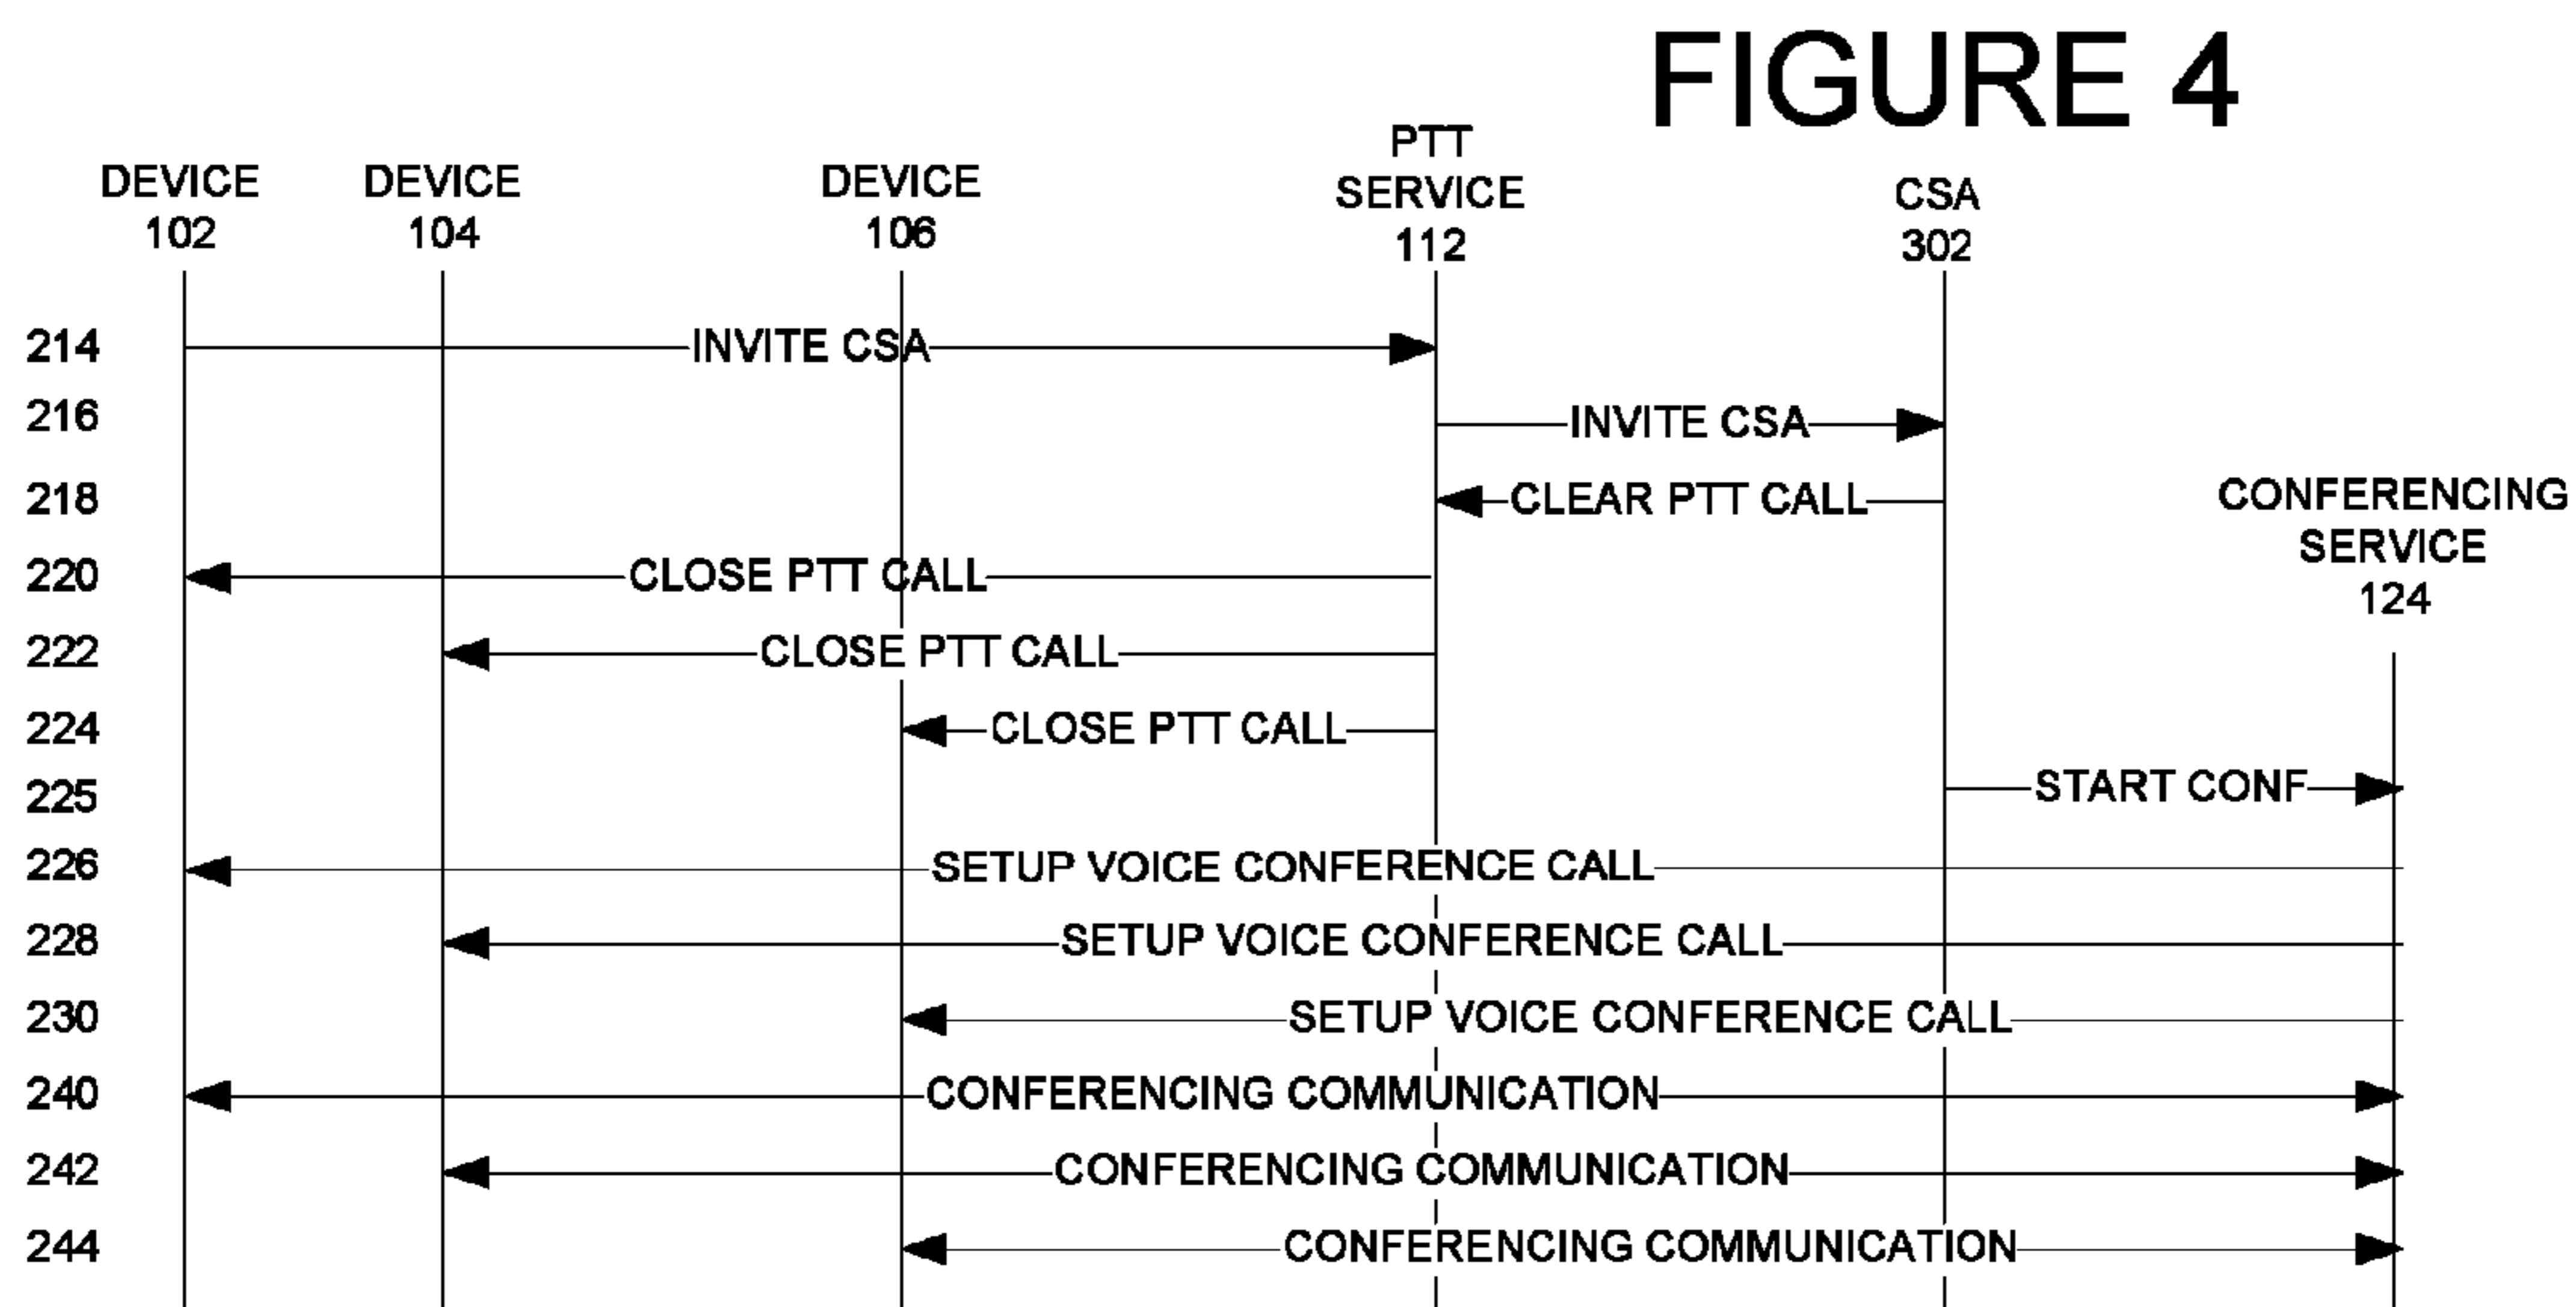 FIGURE 4
DEVICE
102
DEVICE
104
DEVICE
106
PTT
SERVICE
112
CSA
302
214 INVITE CSA
216 INVITE CSA
218 CLEAR PTT CALL
CONFERENCING
SERVICE
124
220 CLOSE PTT CALL
222 CLOSE PTT CALL
224 CLOSE PTT CALL
225 START CONF
226 SETUP VOICE CONFERENCE CALL
228 SETUP VOICE CONFERENCE CALL
230 SETUP VOICE CONFERENCE CALL
240 CONFERENCING COMMUNICATION
242 CONFERENCING COMMUNICATION
244 CONFERENCING COMMUNICATION